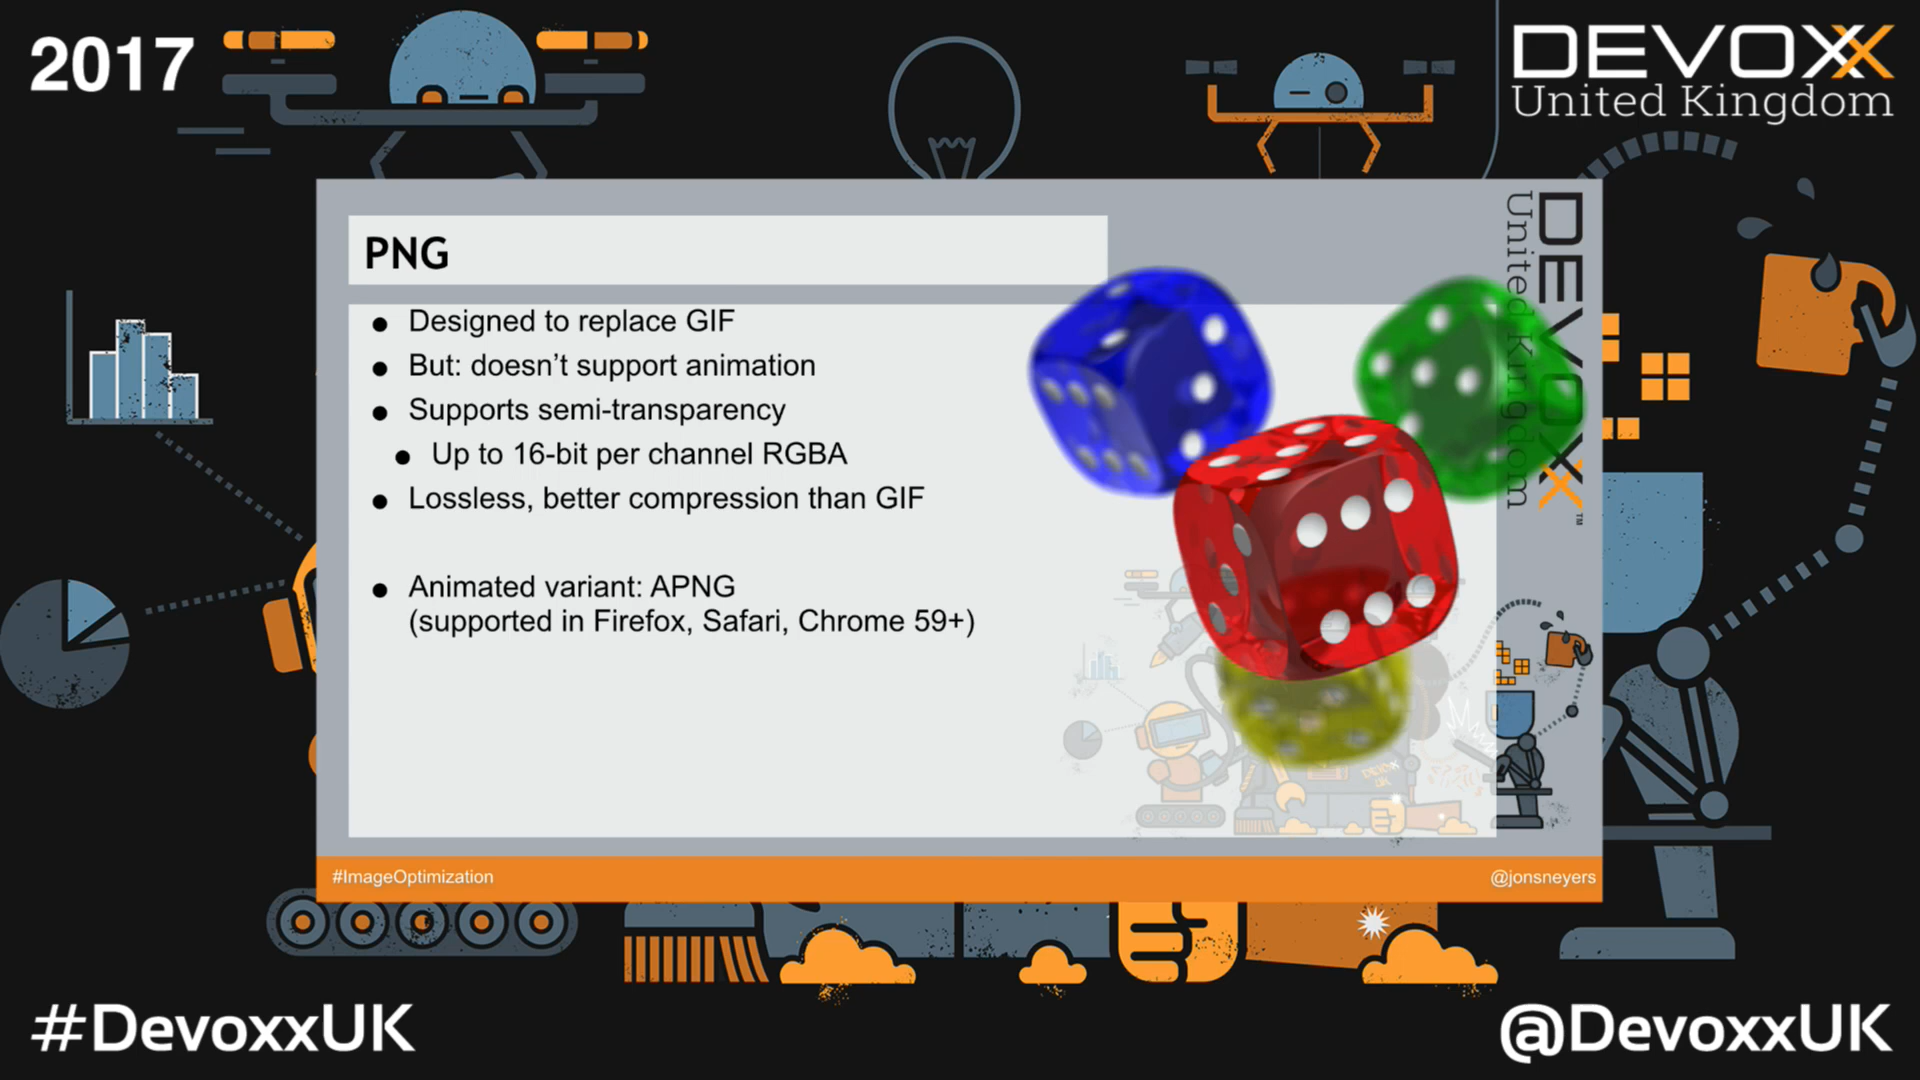 2017
DEVOXX
United Kingdom
PNG
DEVOXX™
United Kingdom
● Designed to replace GIF
● But: doesn’t support animation
● Supports semi-transparency
● Up to 16-bit per channel RGBA
● Lossless, better compression than GIF
● Animated variant: APNG
(supported in Firefox, Safari, Chrome 59+)
#ImageOptimization
@jonsneyers
#DevoxxUK
@DevoxxUK